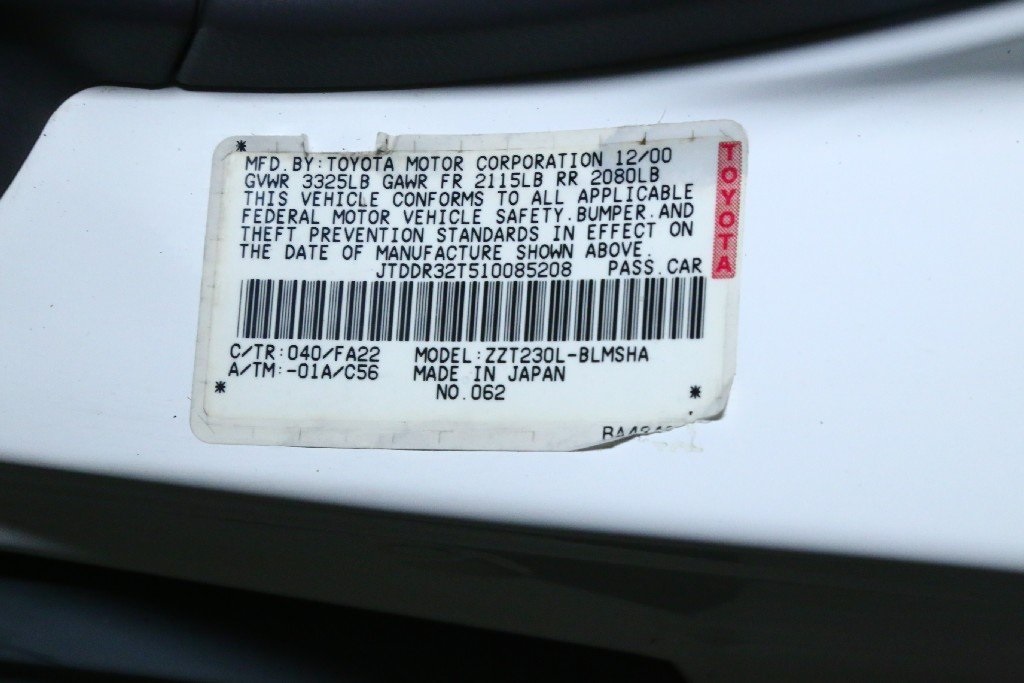 MFD. BY: TOYOTA MOTOR CORPORATION 12/00
GVWR 3325LB GAWR FR 2115LB RR 2080LB
THIS VEHICLE CONFORMS TO ALL APPLICABLE
FEDERAL MOTOR VEHICLE SAFETY. BUMPER. AND
THEFT PREVENTION STANDARDS IN EFFECT ON
THE DATE OF MANUFACTURE SHOWN ABOVE.
JTDDR32T510085208 PASS. CAR
TOYOTA
C/TR: 040/FA22 MODEL: ZZT230L-BLMSHA
A/TM: -01A/C56 MADE IN JAPAN
NO. 062